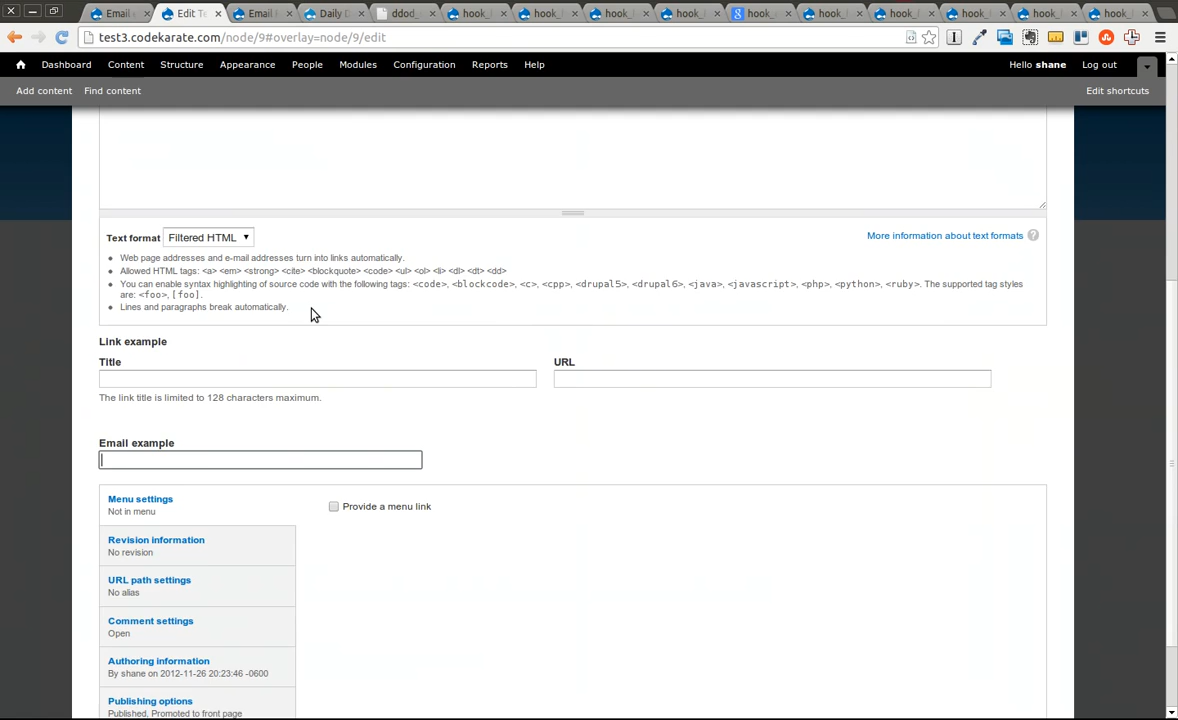 Email
Edit Te
Email
Daily D
ddod_
hook_
hook_
hook_
hook_
hook_
hook_
hook_
hook_
hook_
hook_
test3.codekarate.com/node/9#overlay=node/9/edit
Dashboard Content Structure Appearance People Modules Configuration Reports Help Hello shane Log out
Add content Find content Edit shortcuts
Text format Filtered HTML More information about text formats ?
Web page addresses and e-mail addresses turn into links automatically.
Allowed HTML tags: <a> <em> <strong> <cite> <blockquote> <code> <ul> <ol> <li> <dl> <dt> <dd>
You can enable syntax highlighting of source code with the following tags: <code>, <blockcode>, <c>, <cpp>, <drupal5>, <drupal6>, <java>, <javascript>, <php>, <python>, <ruby>. The supported tag styles
are: <foo>, [foo].
Lines and paragraphs break automatically.
Link example
Title URL
The link title is limited to 128 characters maximum.
Email example
Menu settings
Not in menu
Provide a menu link
Revision information
No revision
URL path settings
No alias
Comment settings
Open
Authoring information
By shane on 2012-11-26 20:23:46 -0600
Publishing options
Published, Promoted to front page